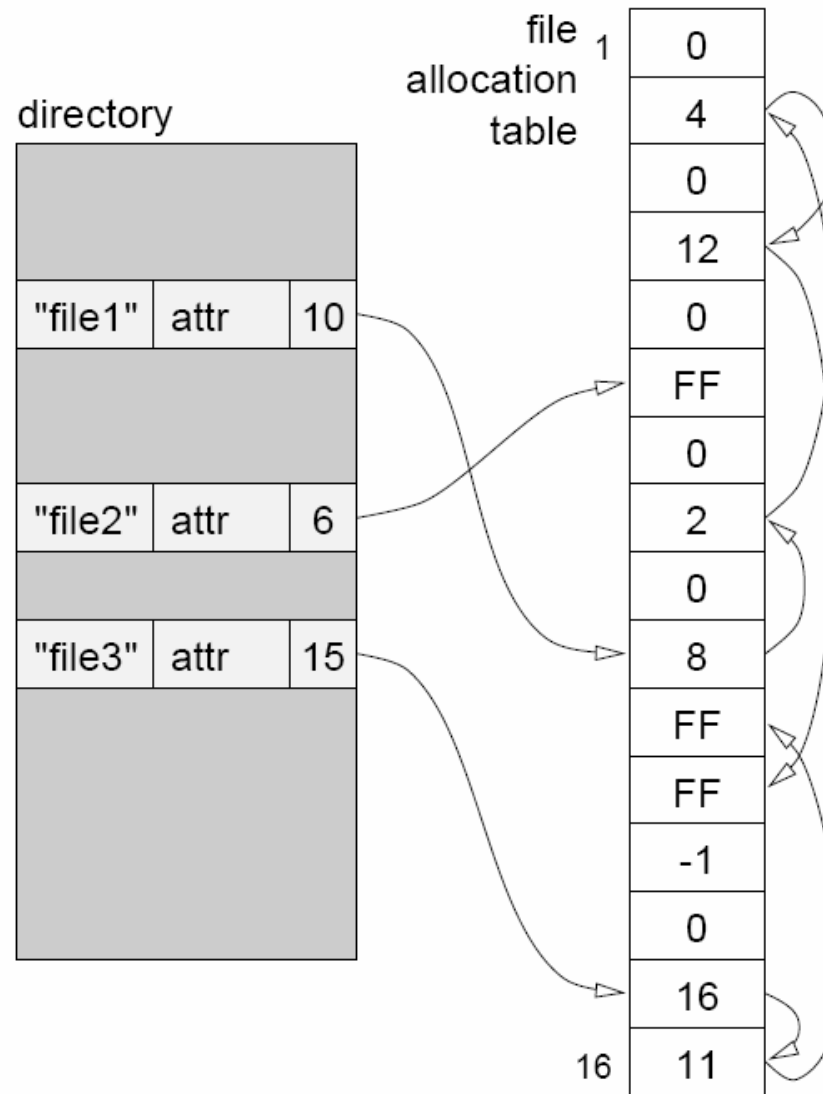 directory
"file1" attr 10
"file2" attr 6
"file3" attr 15
file
allocation
table
1 0
4
0
12
0
FF
0
2
0
8
FF
FF
-1
0
16
16 11